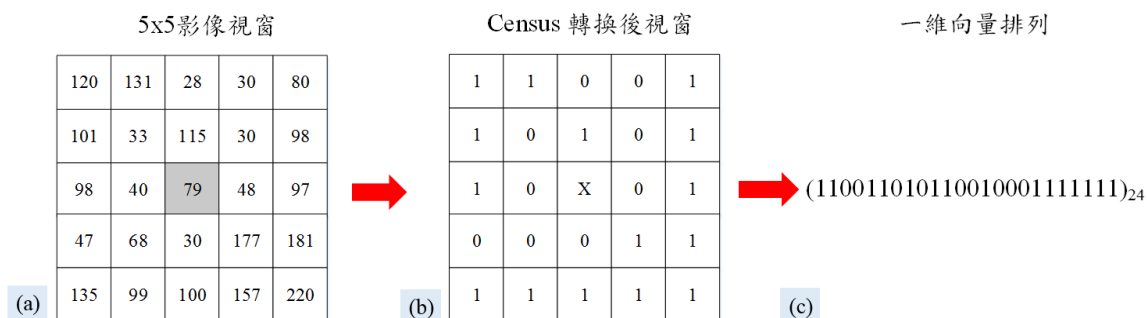 5x5影像視窗
Census 轉換後視窗
一維向量排列
120 131 28 30 80
101 33 115 30 98
98 40 79 48 97
47 68 30 177 181
135 99 100 157 220
(a)
1 1 0 0 1
1 0 1 0 1
1 0 X 0 1
0 0 0 1 1
1 1 1 1 1
(b)
(110011010110010001111111)24
(c)